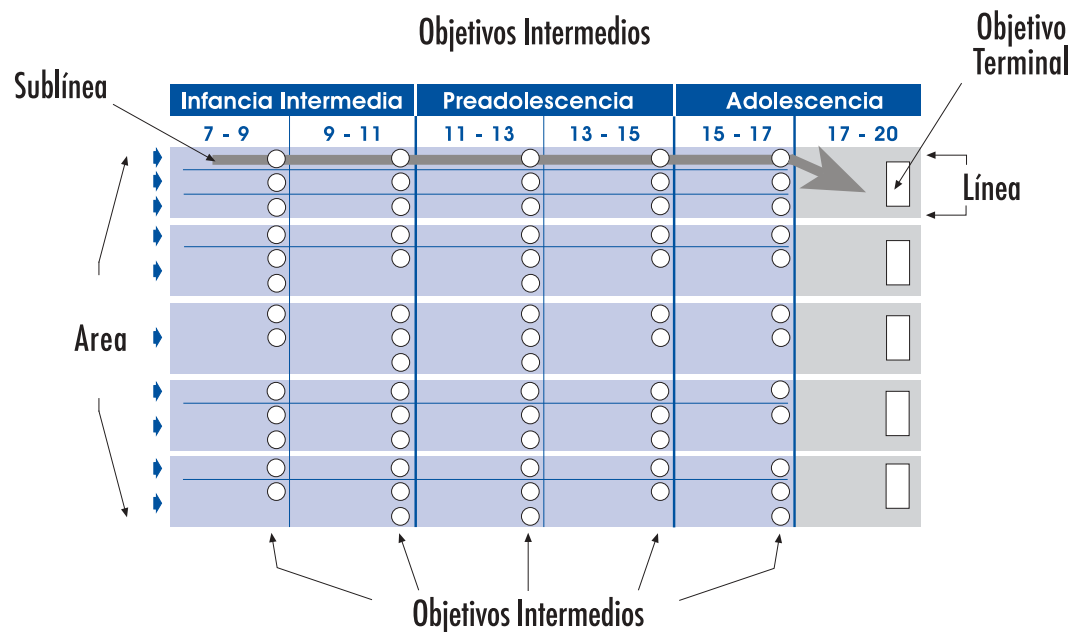 Objetivos Intermedios
Objetivo
Terminal
Sublínea
Infancia Intermedia
Preadolescencia
Adolescencia
7 - 9
9 - 11
11 - 13
13 - 15
15 - 17
17 - 20
Línea
Area
Objetivos Intermedios